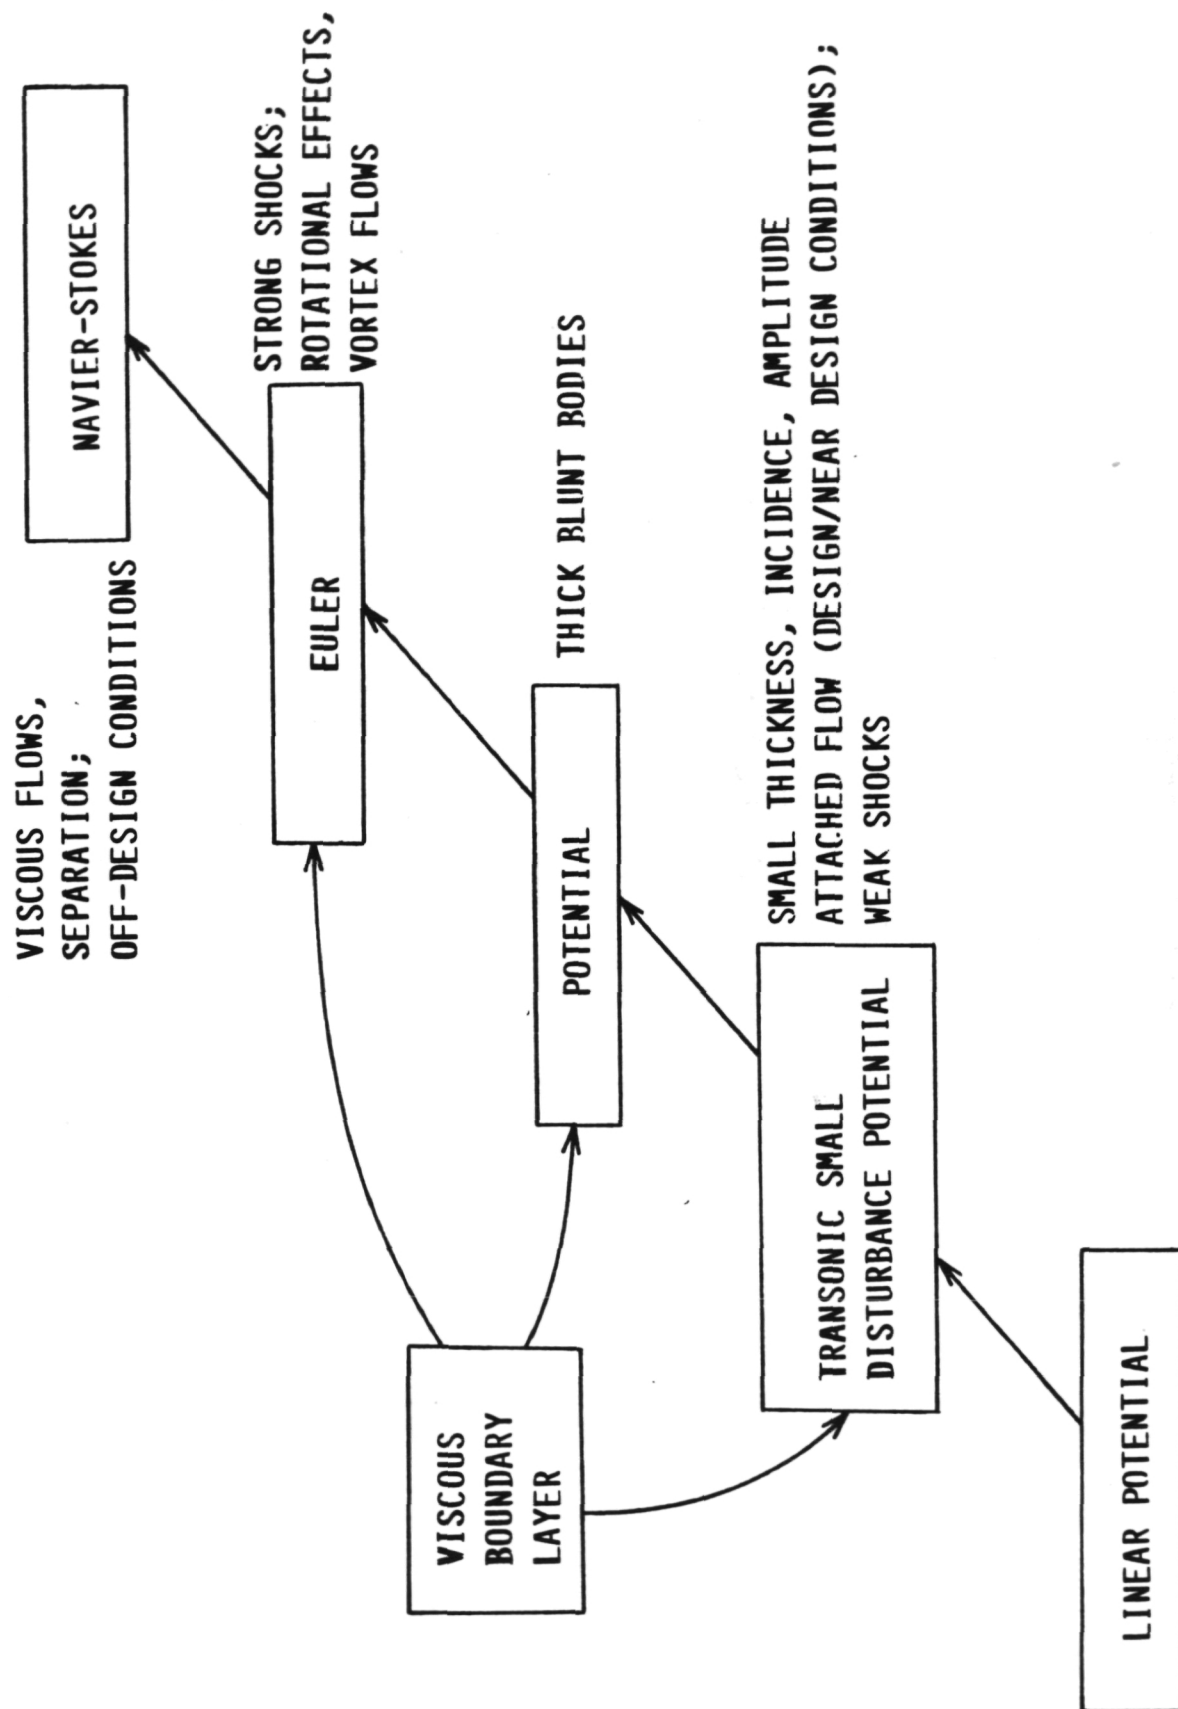 VISCOUS FLOWS,
SEPARATION;
OFF-DESIGN CONDITIONS
NAVIER-STOKES
STRONG SHOCKS;
ROTATIONAL EFFECTS,
VORTEX FLOWS
EULER
THICK BLUNT BODIES
POTENTIAL
VISCOUS
BOUNDARY
LAYER
SMALL THICKNESS, INCIDENCE, AMPLITUDE
ATTACHED FLOW (DESIGN/NEAR DESIGN CONDITIONS);
WEAK SHOCKS
TRANSONIC SMALL
DISTURBANCE POTENTIAL
LINEAR POTENTIAL